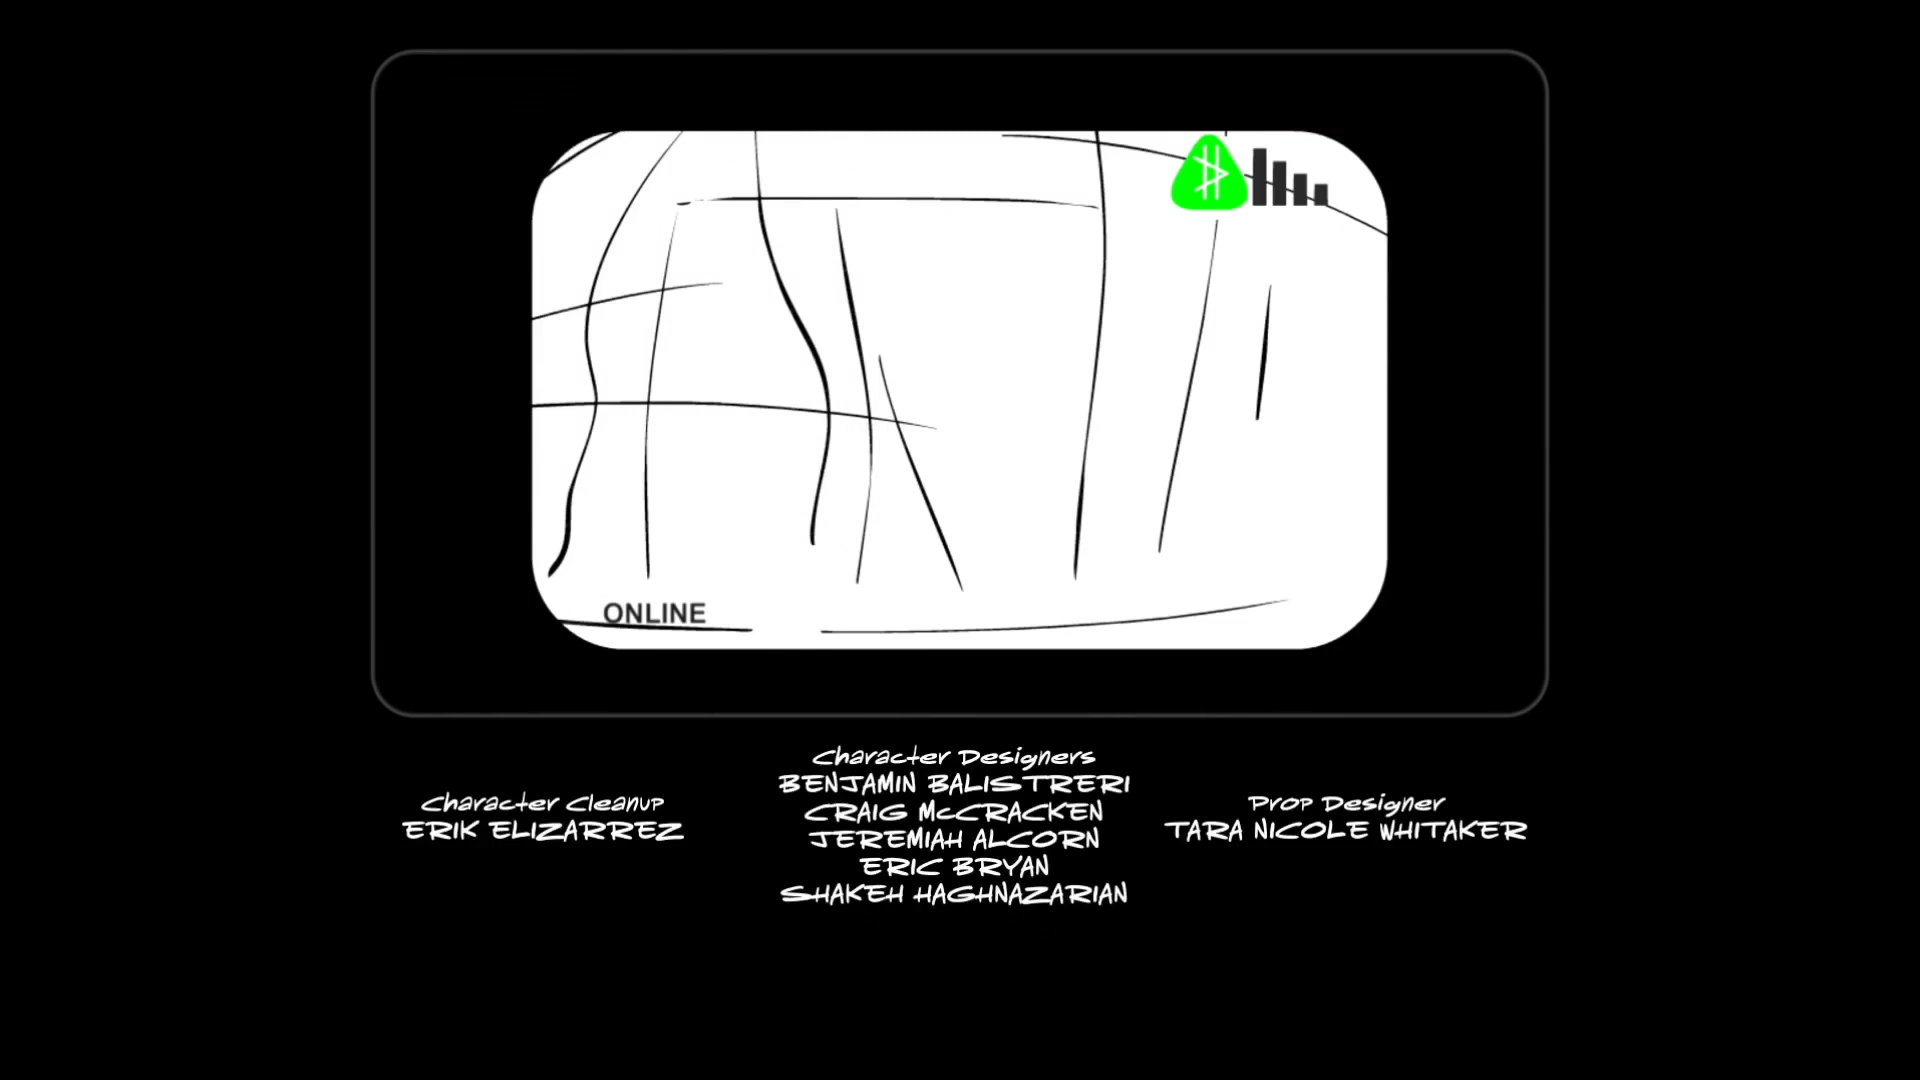 ONLINE
Character Cleanup
ERIK ELIZARREZ
Character Designers
BENJAMIN BALISTRERI
CRAIG McCRACKEN
JEREMIAH ALCORN
ERIC BRYAN
SHAKEH HAGHNAZARIAN
Prop Designer
TARA NICOLE WHITAKER